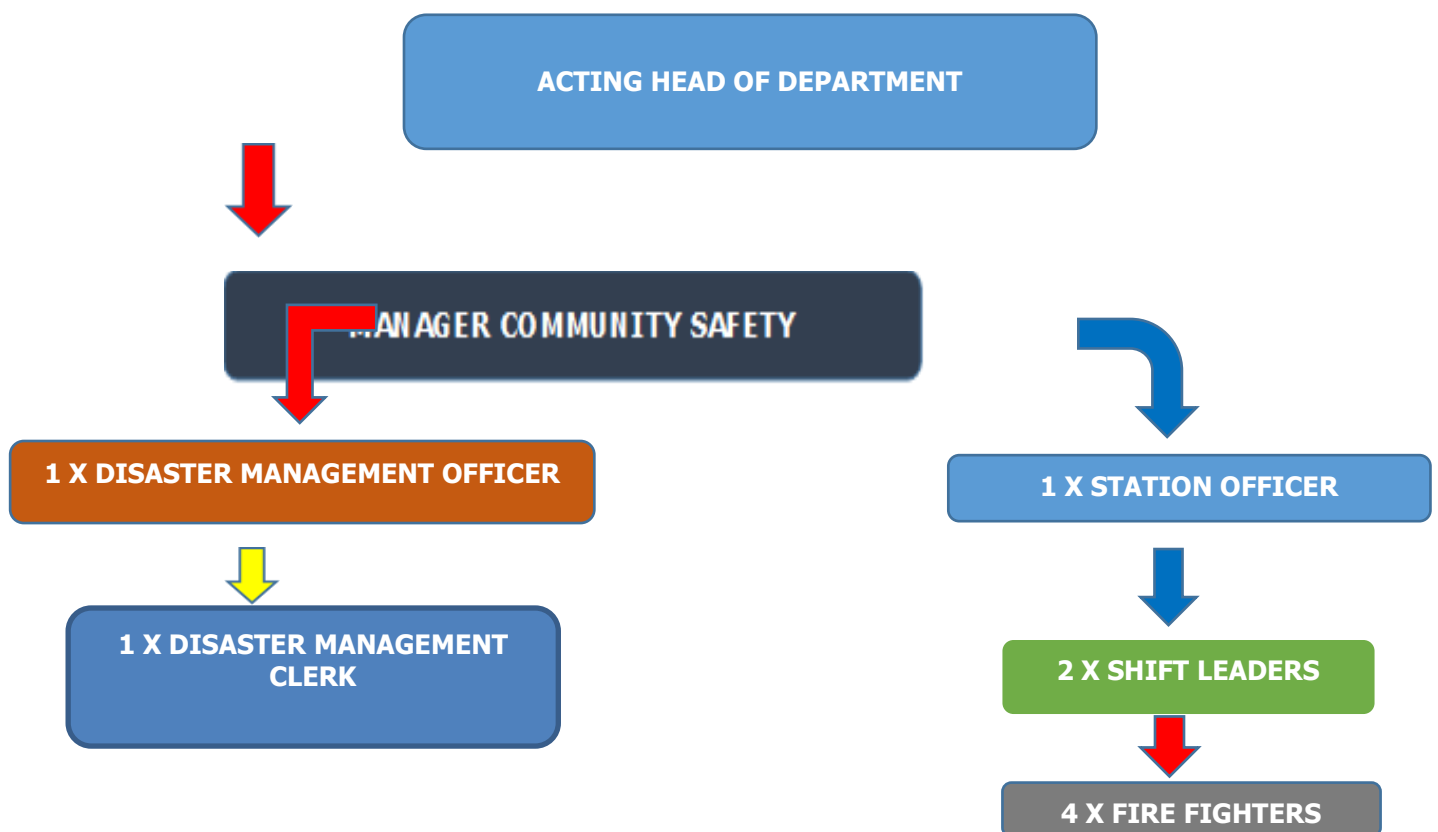 ACTING HEAD OF DEPARTMENT
MANAGER COMMUNITY SAFETY
1 X DISASTER MANAGEMENT OFFICER
1 X STATION OFFICER
1 X DISASTER MANAGEMENT
CLERK
2 X SHIFT LEADERS
4 X FIRE FIGHTERS